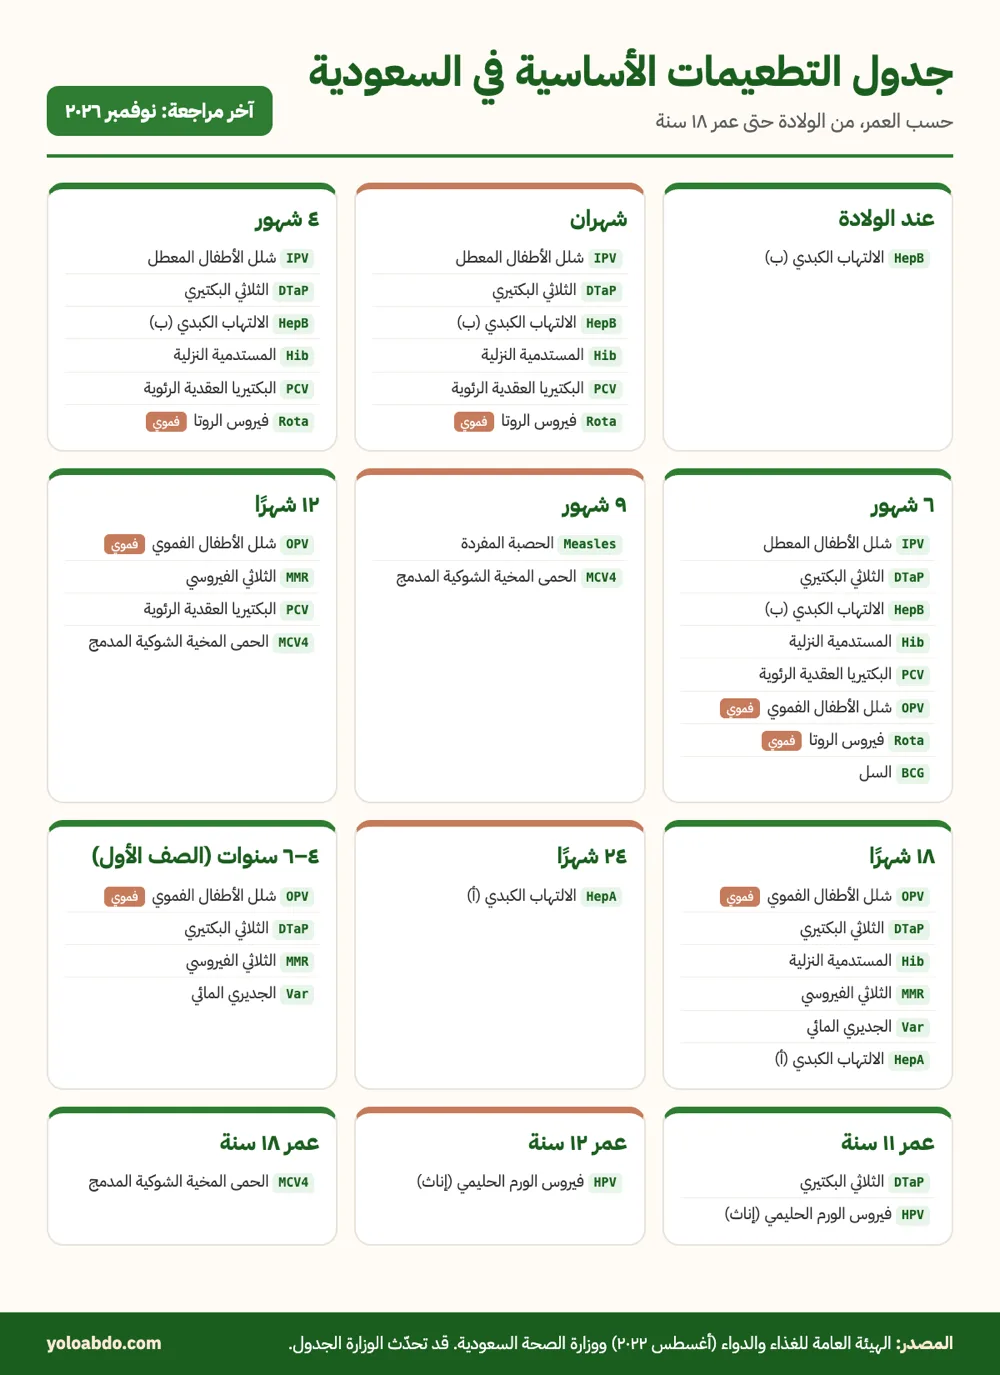 جدول التطعيمات الأساسية في السعودية
حسب العمر، من الولادة حتى عمر ١٨ سنة
آخر مراجعة: نوفمبر ٢٠٢٦
عند الولادة
HepB الالتهاب الكبدي (ب)
شهران
IPV شلل الأطفال المعطل
DTaP الثلاثي البكتيري
HepB الالتهاب الكبدي (ب)
Hib المستدمية النزلية
PCV البكتيريا العقدية الرئوية
Rota فيروس الروتا فموي
٤ شهور
IPV شلل الأطفال المعطل
DTaP الثلاثي البكتيري
HepB الالتهاب الكبدي (ب)
Hib المستدمية النزلية
PCV البكتيريا العقدية الرئوية
Rota فيروس الروتا فموي
٦ شهور
IPV شلل الأطفال المعطل
DTaP الثلاثي البكتيري
HepB الالتهاب الكبدي (ب)
Hib المستدمية النزلية
PCV البكتيريا العقدية الرئوية
OPV شلل الأطفال الفموي فموي
Rota فيروس الروتا فموي
BCG السل
٩ شهور
Measles الحصبة المفردة
MCV4 الحمى المخية الشوكية المدمج
١٢ شهرًا
OPV شلل الأطفال الفموي فموي
MMR الثلاثي الفيروسي
PCV البكتيريا العقدية الرئوية
MCV4 الحمى المخية الشوكية المدمج
١٨ شهرًا
OPV شلل الأطفال الفموي فموي
DTaP الثلاثي البكتيري
Hib المستدمية النزلية
MMR الثلاثي الفيروسي
Var الجديري المائي
HepA الالتهاب الكبدي (أ)
٢٤ شهرًا
HepA الالتهاب الكبدي (أ)
٤–٦ سنوات (الصف الأول)
OPV شلل الأطفال الفموي فموي
DTaP الثلاثي البكتيري
MMR الثلاثي الفيروسي
Var الجديري المائي
عمر ١١ سنة
DTaP الثلاثي البكتيري
HPV فيروس الورم الحليمي (إناث)
عمر ١٢ سنة
HPV فيروس الورم الحليمي (إناث)
عمر ١٨ سنة
MCV4 الحمى المخية الشوكية المدمج
المصدر: الهيئة العامة للغذاء والدواء (أغسطس ٢٠٢٢) ووزارة الصحة السعودية. قد تحدّث الوزارة الجدول.
yoloabdo.com